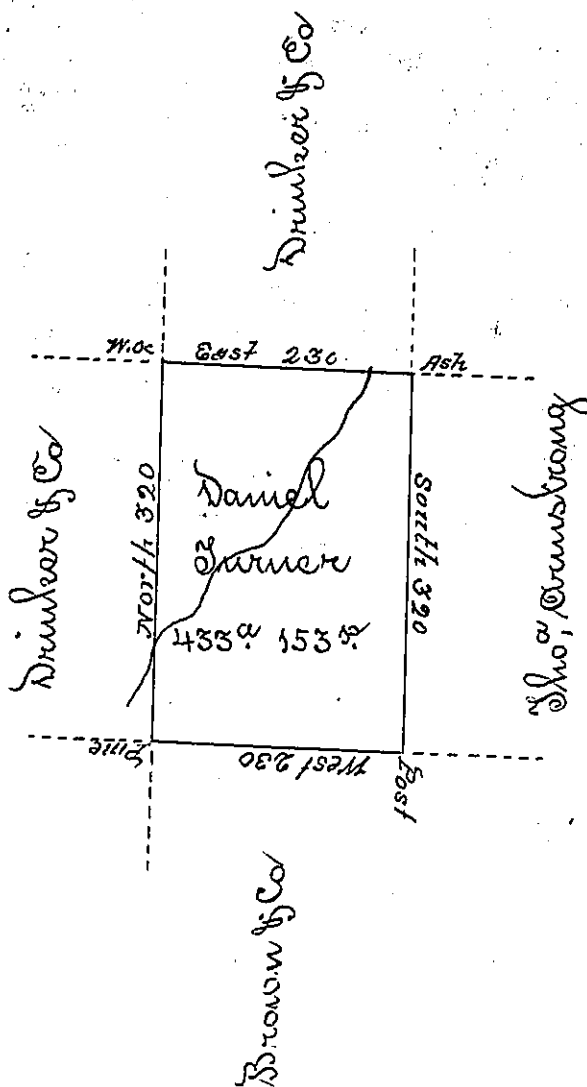 Drinker & Co
Drinker & Co
W. Oc
East 230
Ash
North 320
Daniel
Turner
433ᵃ 153ᵖ.
South 320
Thoˢ, Armstrong
Pine
West 230
Post
Brown & Co